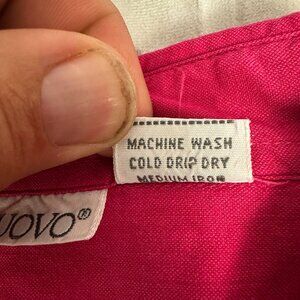 MACHINE WASH
COLD DRIP DRY
MEDIUM IRON
UOVO®